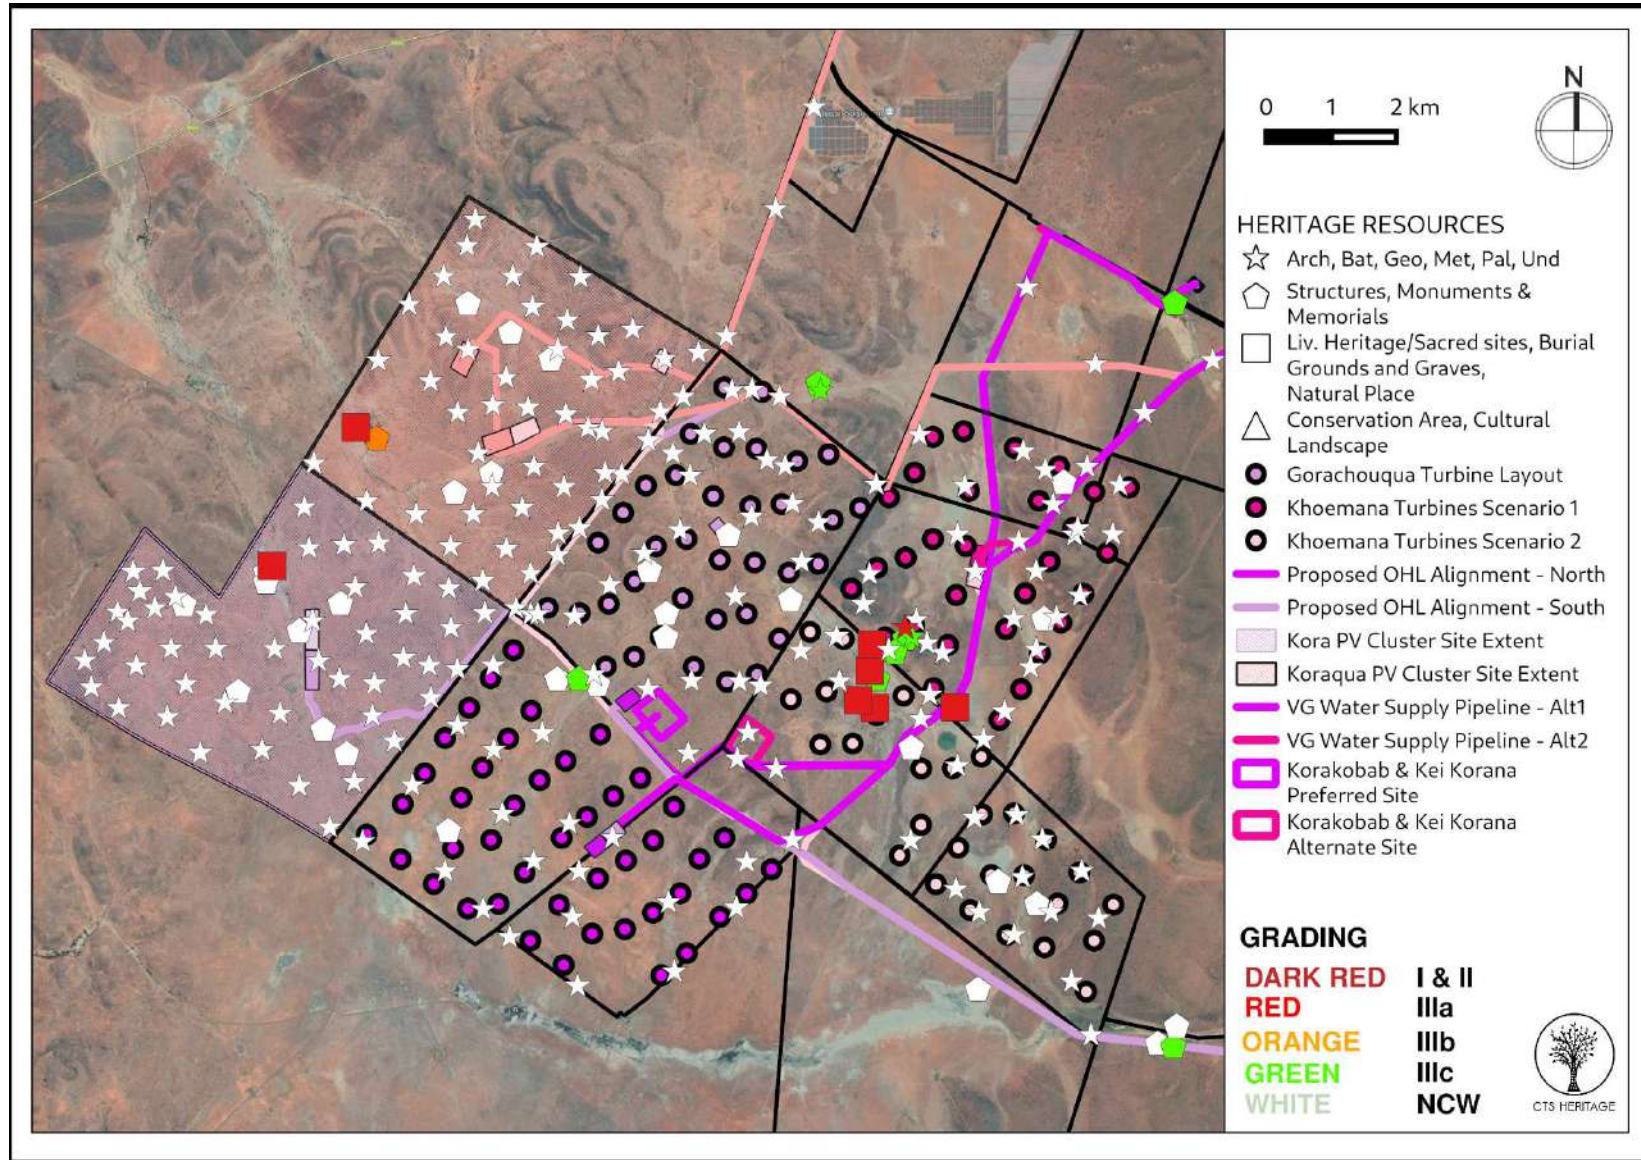 N
0 1 2 km
HERITAGE RESOURCES
Arch, Bat, Geo, Met, Pal, Und
Structures, Monuments &
Memorials
Liv. Heritage/Sacred sites, Burial
Grounds and Graves,
Natural Place
Conservation Area, Cultural
Landscape
Gorachouqua Turbine Layout
Khoemana Turbines Scenario 1
Khoemana Turbines Scenario 2
Proposed OHL Alignment - North
Proposed OHL Alignment - South
Kora PV Cluster Site Extent
Koraqua PV Cluster Site Extent
VG Water Supply Pipeline - Alt1
VG Water Supply Pipeline - Alt2
Korakobab & Kei Korana
Preferred Site
Korakobab & Kei Korana
Alternate Site
GRADING
DARK RED I & II
RED IIIa
ORANGE IIIb
GREEN IIIc
WHITE NCW
CTS HERITAGE